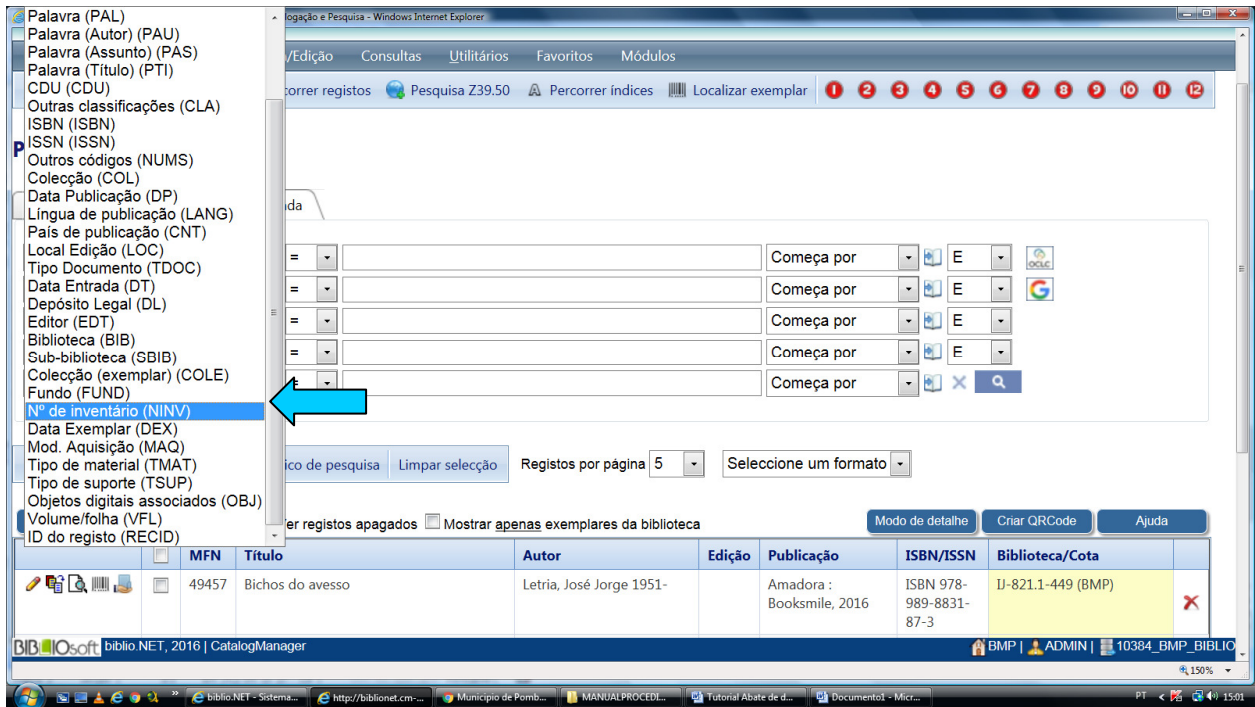 Palavra (PAL)
Palavra (Autor) (PAU)
Palavra (Assunto) (PAS)
Palavra (Título) (PTI)
CDU (CDU)
Outras classificações (CLA)
ISBN (ISBN)
ISSN (ISSN)
Outros códigos (NUMS)
Colecção (COL)
Data Publicação (DP)
Língua de publicação (LANG)
País de publicação (CNT)
Local Edição (LOC)
Tipo Documento (TDOC)
Data Entrada (DT)
Depósito Legal (DL)
Editor (EDT)
Biblioteca (BIB)
Sub-biblioteca (SBIB)
Colecção (exemplar) (COLE)
Fundo (FUND)
Nº de inventário (NINV)
Data Exemplar (DEX)
Mod. Aquisição (MAQ)
Tipo de material (TMAT)
Tipo de suporte (TSUP)
Objetos digitais associados (OBJ)
Volume/folha (VFL)
ID do registo (RECID)
logação e Pesquisa - Windows Internet Explorer
/Edição Consultas Utilitários Favoritos Módulos
correr registos Pesquisa Z39.50 Percorrer índices Localizar exemplar 1 2 3 4 5 6 7 8 9 10 11 12
P
da
= Começa por E OCLC
= Começa por E G
= Começa por E
= Começa por E
= Começa por
ico de pesquisa Limpar selecção Registos por página 5 Seleccione um formato
er registos apagados Mostrar apenas exemplares da biblioteca Modo de detalhe Criar QRCode Ajuda
MFN Título Autor Edição Publicação ISBN/ISSN Biblioteca/Cota
49457 Bichos do avesso Letria, José Jorge 1951- Amadora : ISBN 978- IJ-821.1-449 (BMP)
Booksmile, 2016 989-8831-
87-3
BIBLIOsoft biblio.NET, 2016 | CatalogManager BMP | ADMIN | 10384_BMP_BIBLIO
150%
» biblio.NET - Sistema... http://biblionet.cm-... Municipio de Pomb... MANUALPROCEDI... Tutorial Abate de d... Documento1 - Micr... PT 15:01